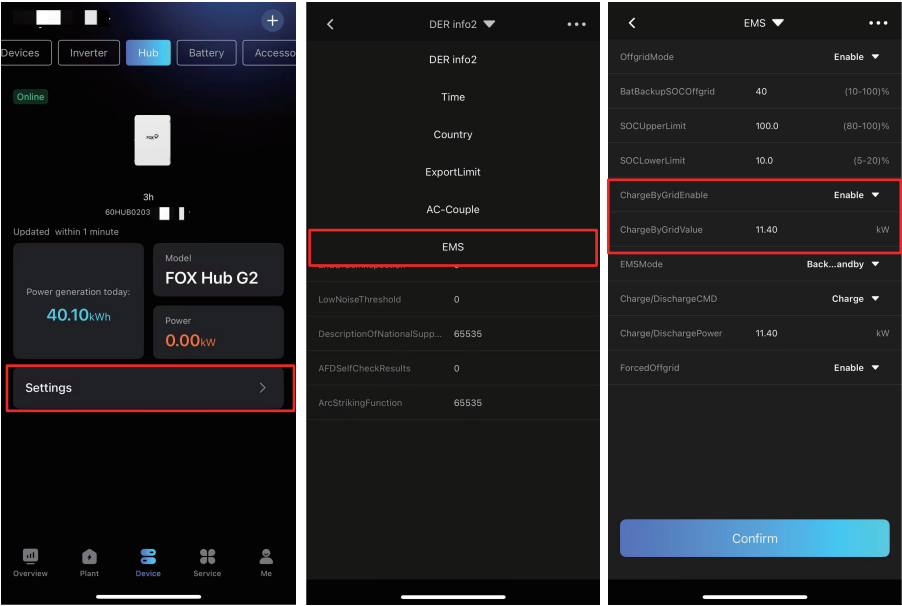 Devices Inverter Hub Battery Accesso
Online
FOX
3h
60HUB0203
Updated within 1 minute
Power generation today:
40.10kWh
Model
FOX Hub G2
Power
0.00kW
Settings
Overview Plant Device Service Me
DER info2
DER info2
Time
Country
ExportLimit
AC-Couple
EMS
LowNoiseThreshold 0
DescriptionOfNationalSupp... 65535
AFDSelfCheckResults 0
ArcStrikingFunction 65535
EMS
OffgridMode Enable
BatBackupSOCOffgrid 40 (10-100)%
SOCUpperLimit 100.0 (80-100)%
SOCLowerLimit 10.0 (5-20)%
ChargeByGridEnable Enable
ChargeByGridValue 11.40 kW
EMSMode Back...andby
Charge/DischargeCMD Charge
Charge/DischargePower 11.40 kW
ForcedOffgrid Enable
Confirm